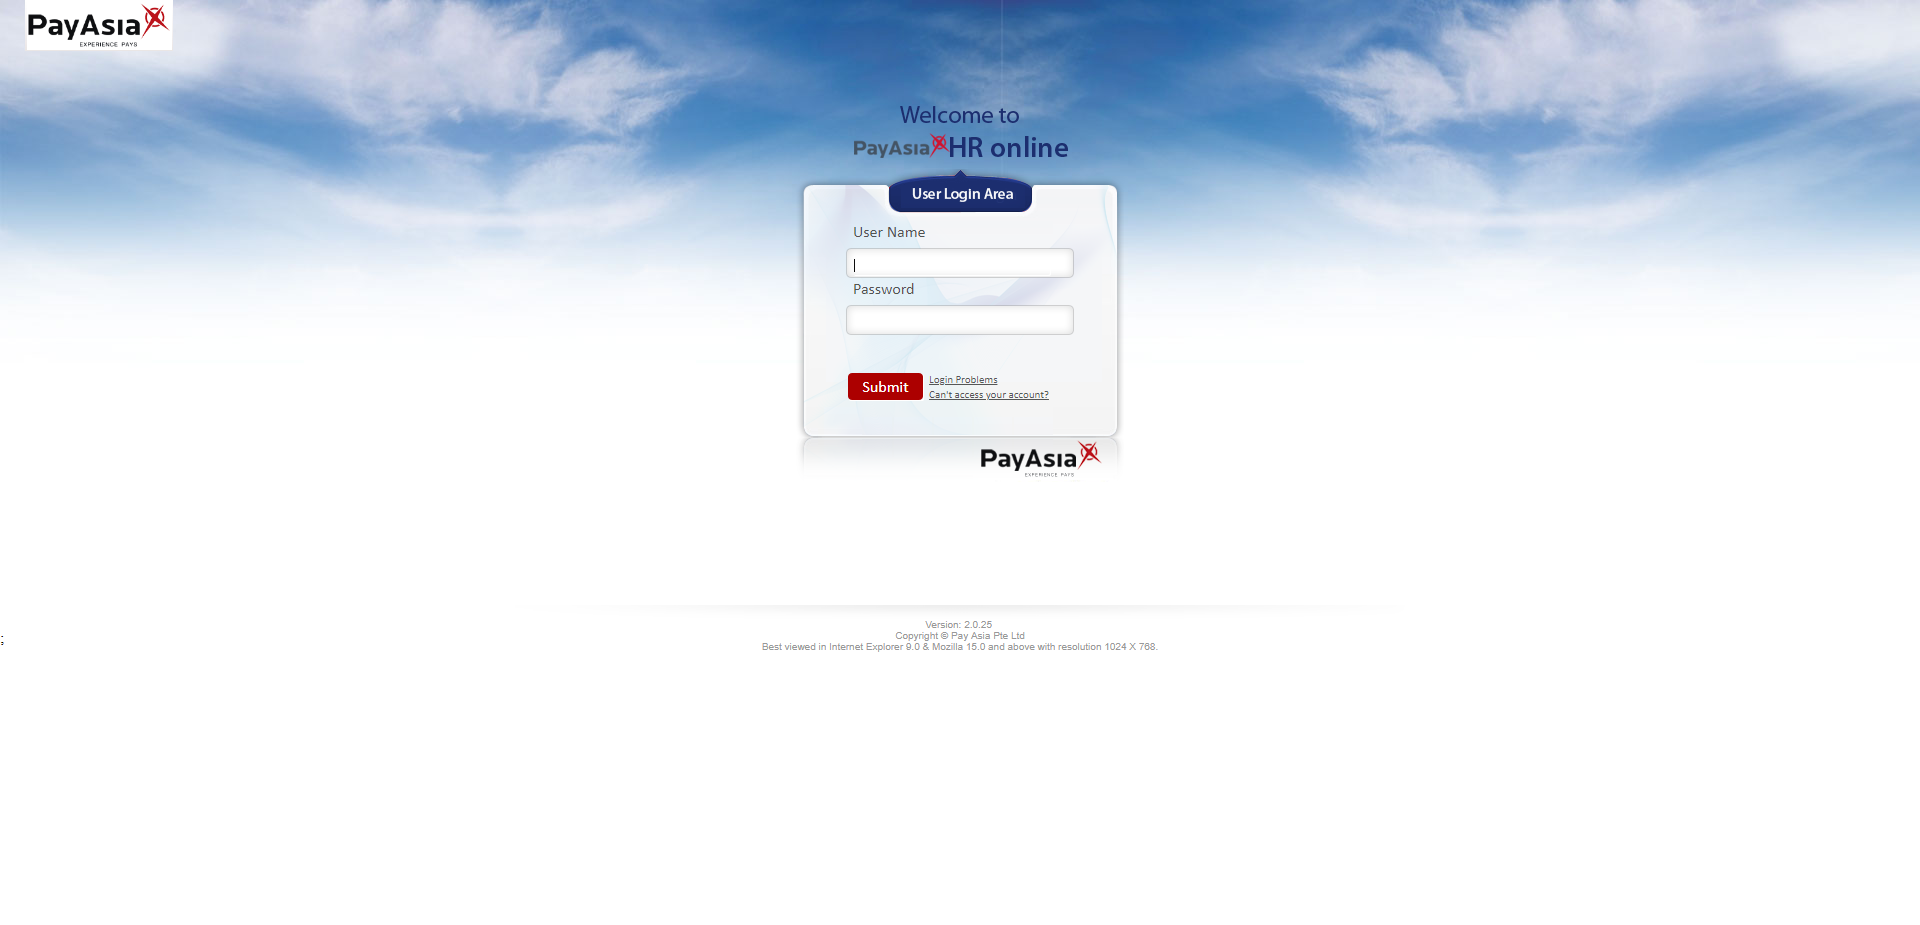 PayAsia
EXPERIENCE PAYS
Welcome to
PayAsia HR online
User Login Area
User Name
Password
Submit
Login Problems
Can't access your account?
PayAsia
EXPERIENCE PAYS
Version: 2.0.25
;
Copyright © Pay Asia Pte Ltd
Best viewed in Internet Explorer 9.0 & Mozilla 15.0 and above with resolution 1024 X 768.